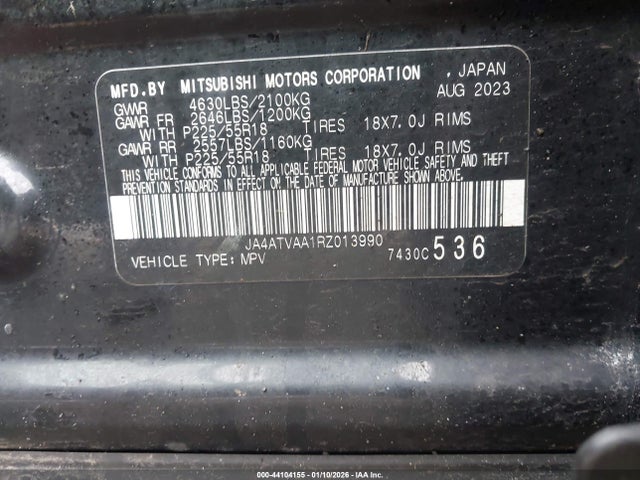 MFD.BY MITSUBISHI MOTORS CORPORATION , JAPAN
GVWR 4630LBS/2100KG AUG 2023
GAWR FR 2646LBS/1200KG
WITH P225/55R18 TIRES 18X7.0J RIMS
GAWR RR 2557LBS/1160KG
WITH P225/55R18 TIRES 18X7.0J RIMS
THIS VEHICLE CONFORMS TO ALL APPLICABLE FEDERAL MOTOR VEHICLE SAFETY AND THEFT
PREVENTION STANDARDS IN EFFECT ON THE DATE OF MANUFACTURE SHOWN ABOVE.
JA4ATVAA1RZ013990
VEHICLE TYPE: MPV 7430C 536
000-44104155 - 01/10/2026 - IAA Holdings, LLC.